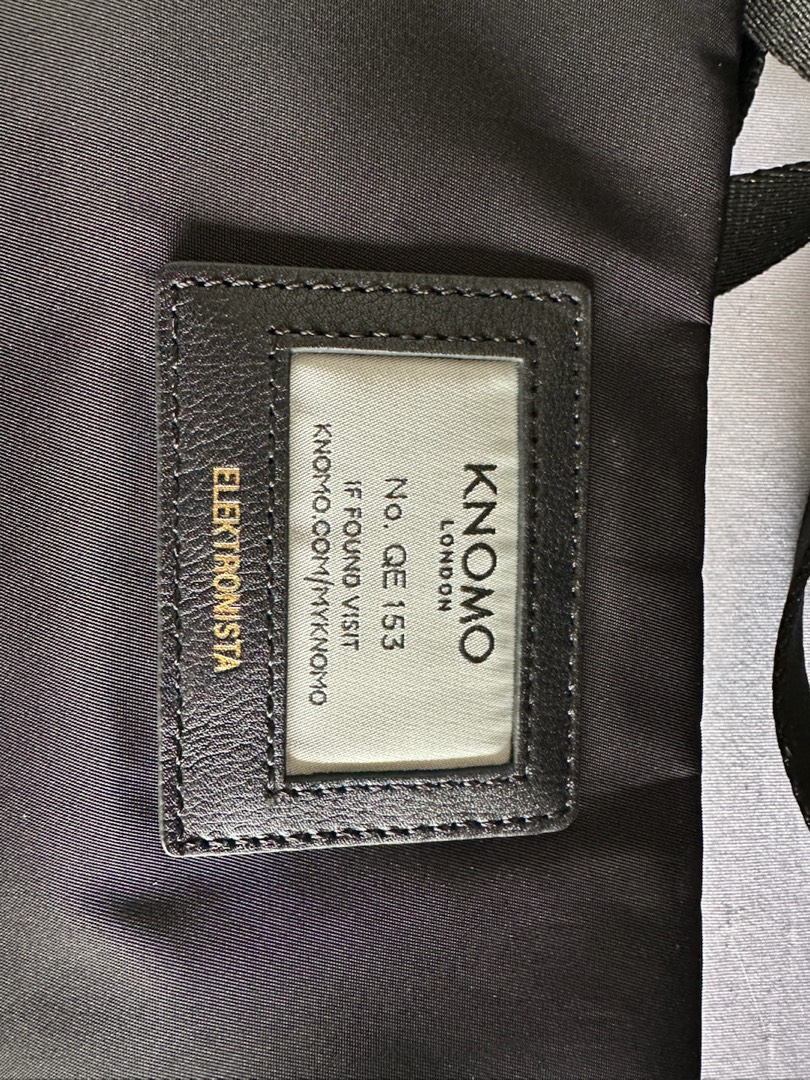 KNOMO
LONDON
No. QE 153
IF FOUND VISIT
KNOMO.COM/MYKNOMO
ELEKTRONISTA